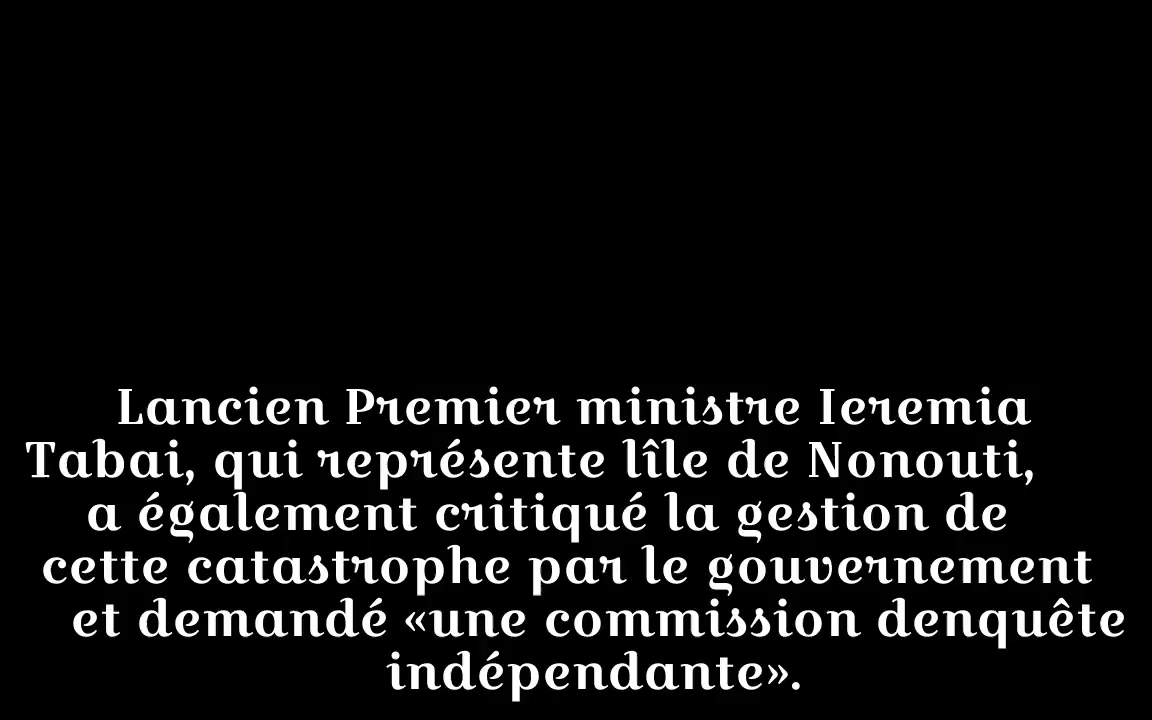 Lancien Premier ministre Ieremia
Tabai, qui représente lîle de Nonouti,
a également critiqué la gestion de
cette catastrophe par le gouvernement
et demandé «une commission denquête
indépendante».